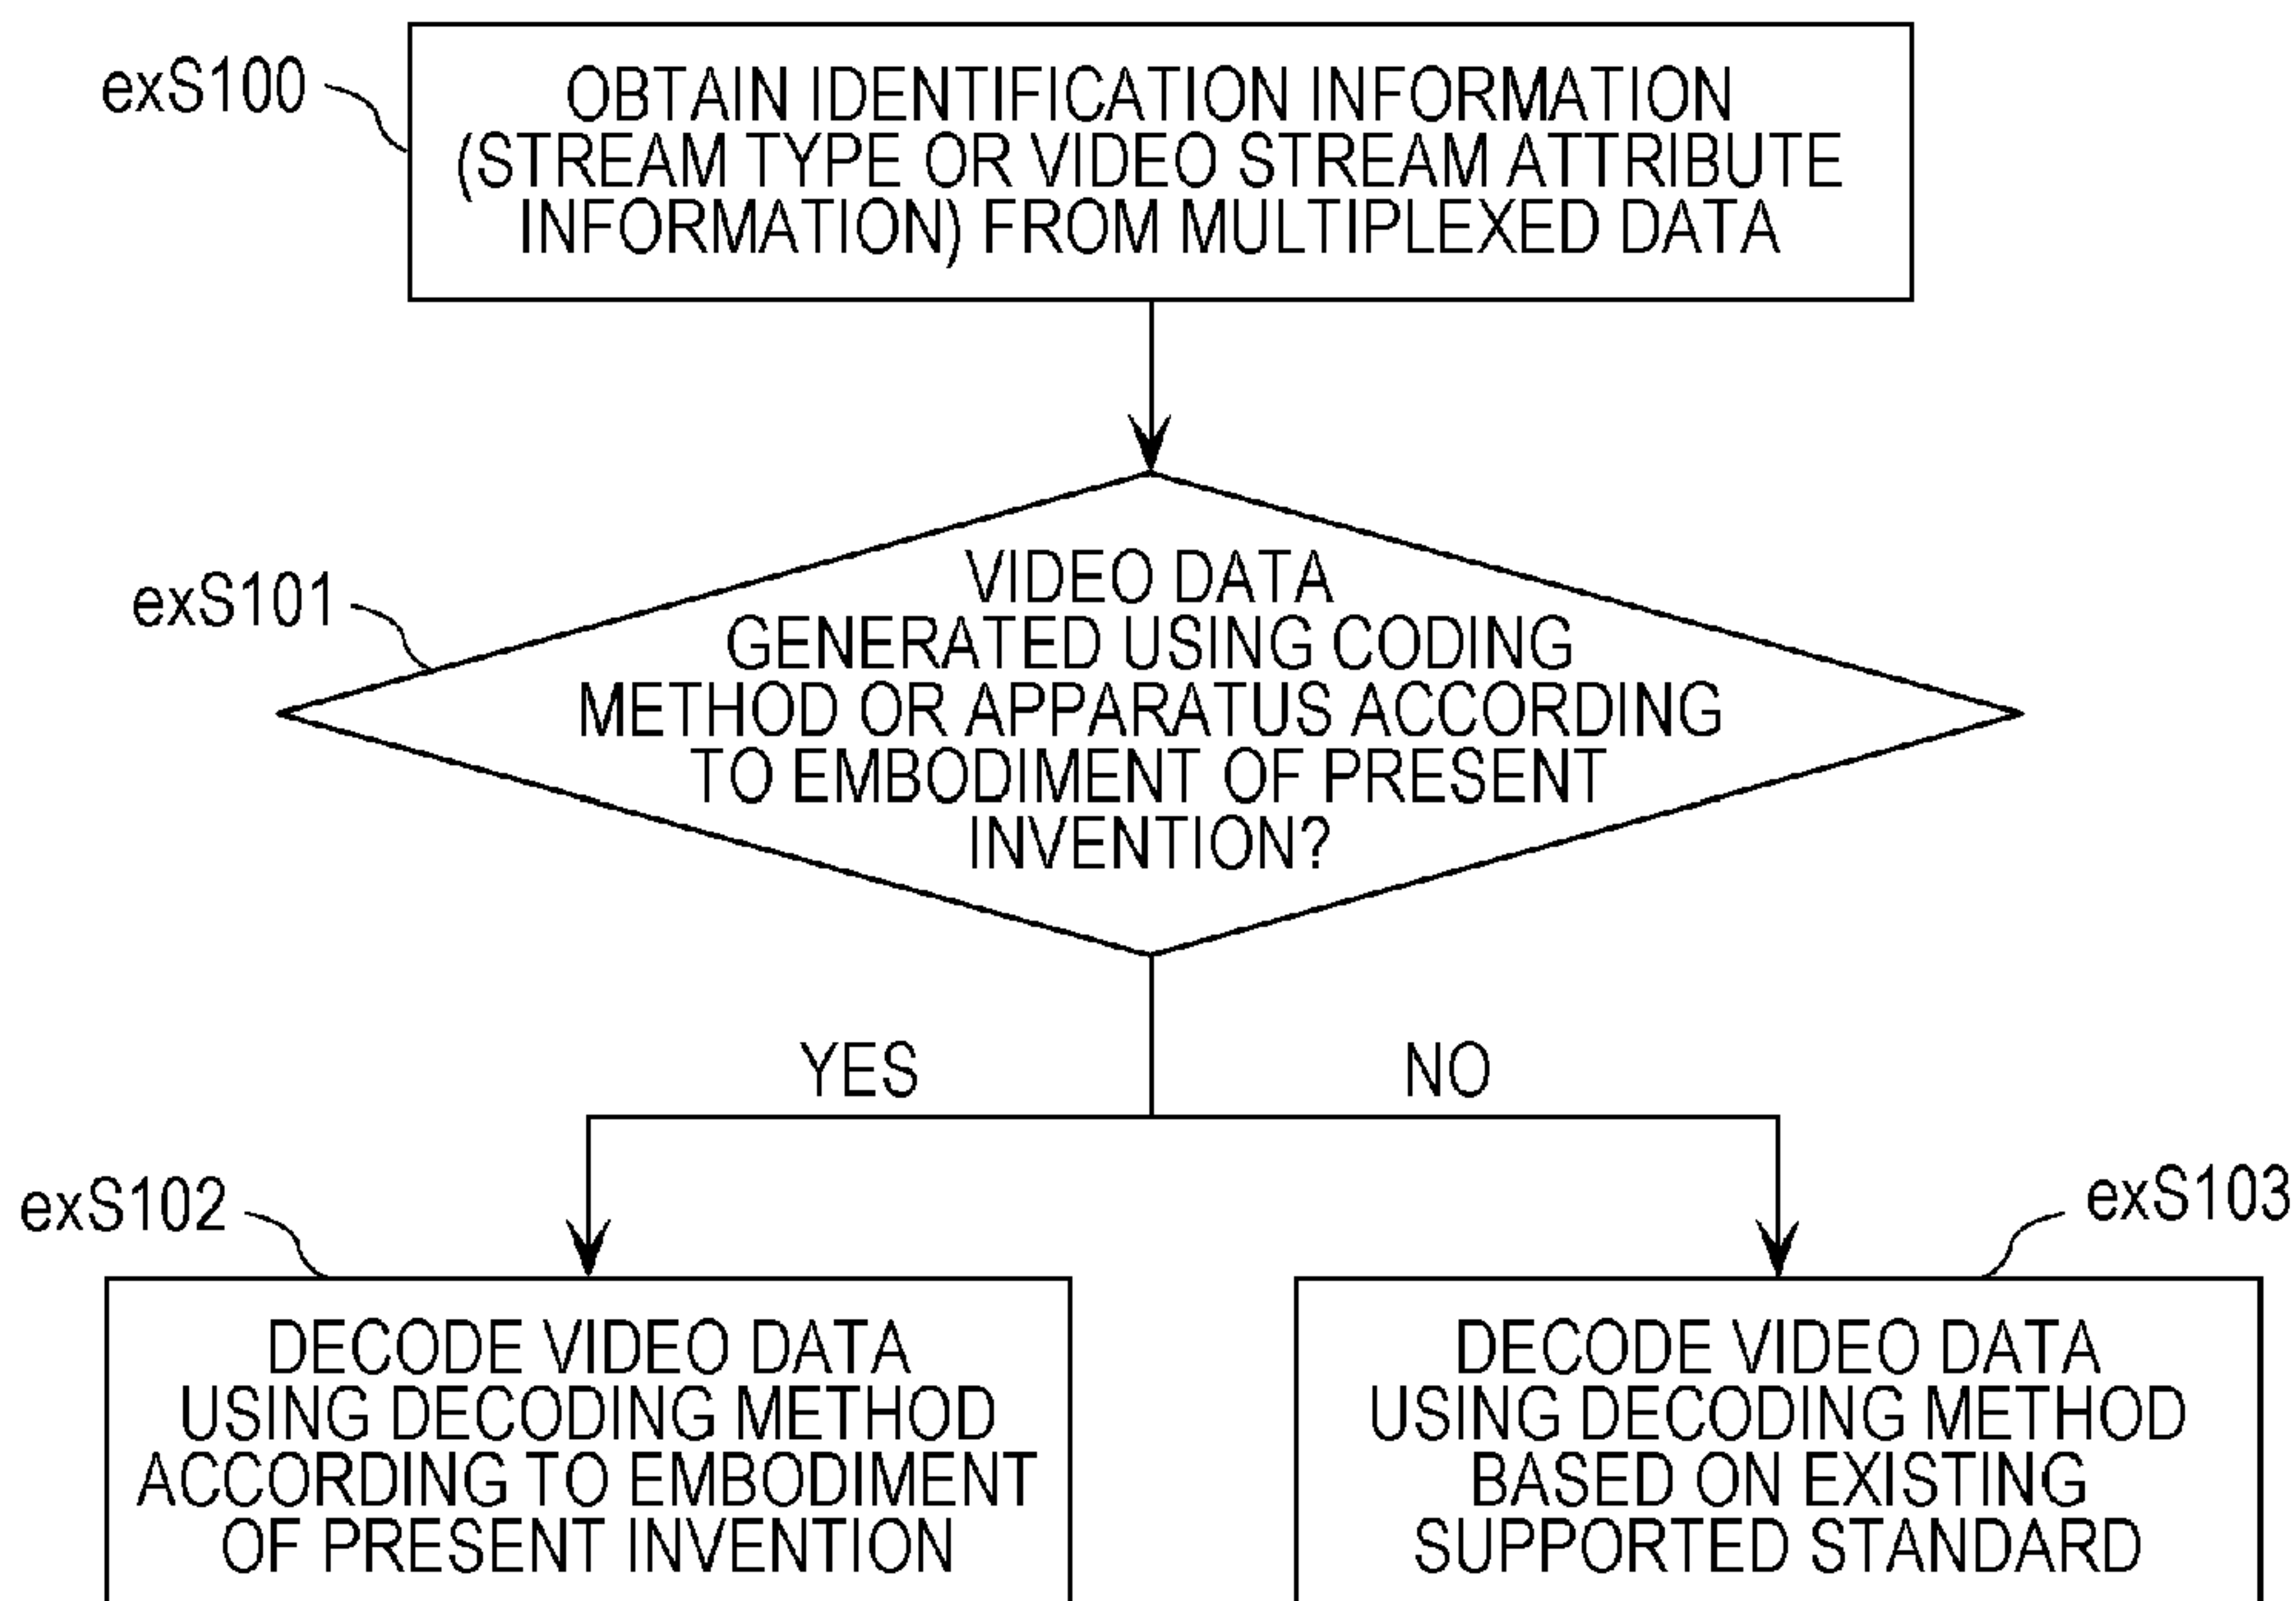 exS100
OBTAIN IDENTIFICATION INFORMATION
(STREAM TYPE OR VIDEO STREAM ATTRIBUTE
INFORMATION) FROM MULTIPLEXED DATA
exS101
VIDEO DATA
GENERATED USING CODING
METHOD OR APPARATUS ACCORDING
TO EMBODIMENT OF PRESENT
INVENTION?
YES
NO
exS102
DECODE VIDEO DATA
USING DECODING METHOD
ACCORDING TO EMBODIMENT
OF PRESENT INVENTION
exS103
DECODE VIDEO DATA
USING DECODING METHOD
BASED ON EXISTING
SUPPORTED STANDARD